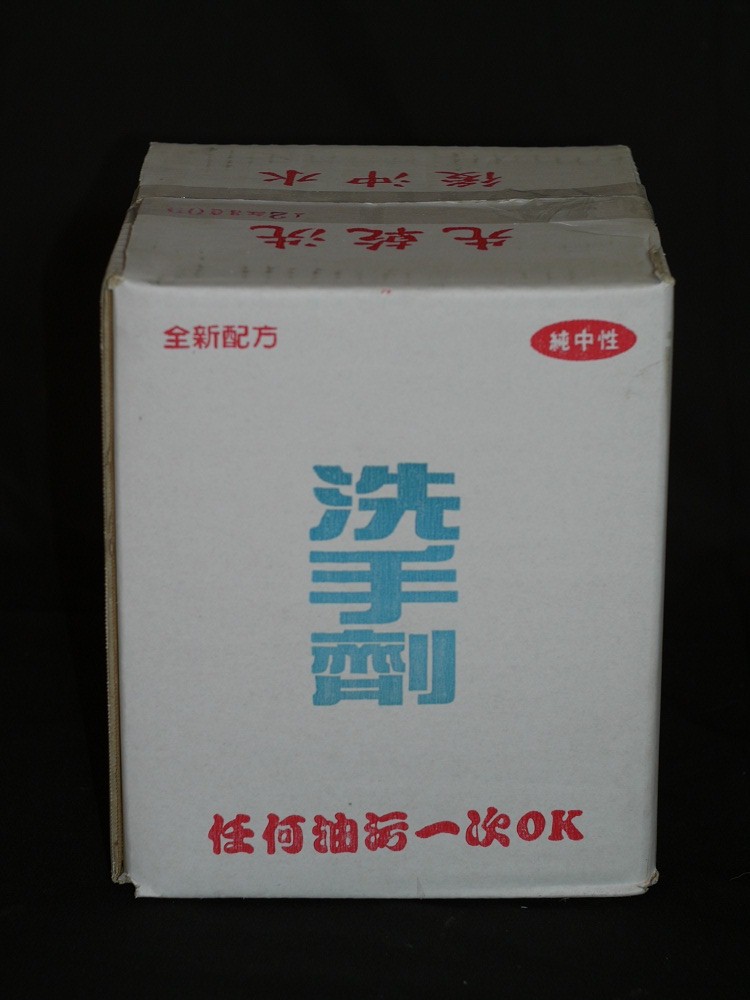 先乾洗
後沖水
全新配方
純中性
洗手劑
任何油污一次OK